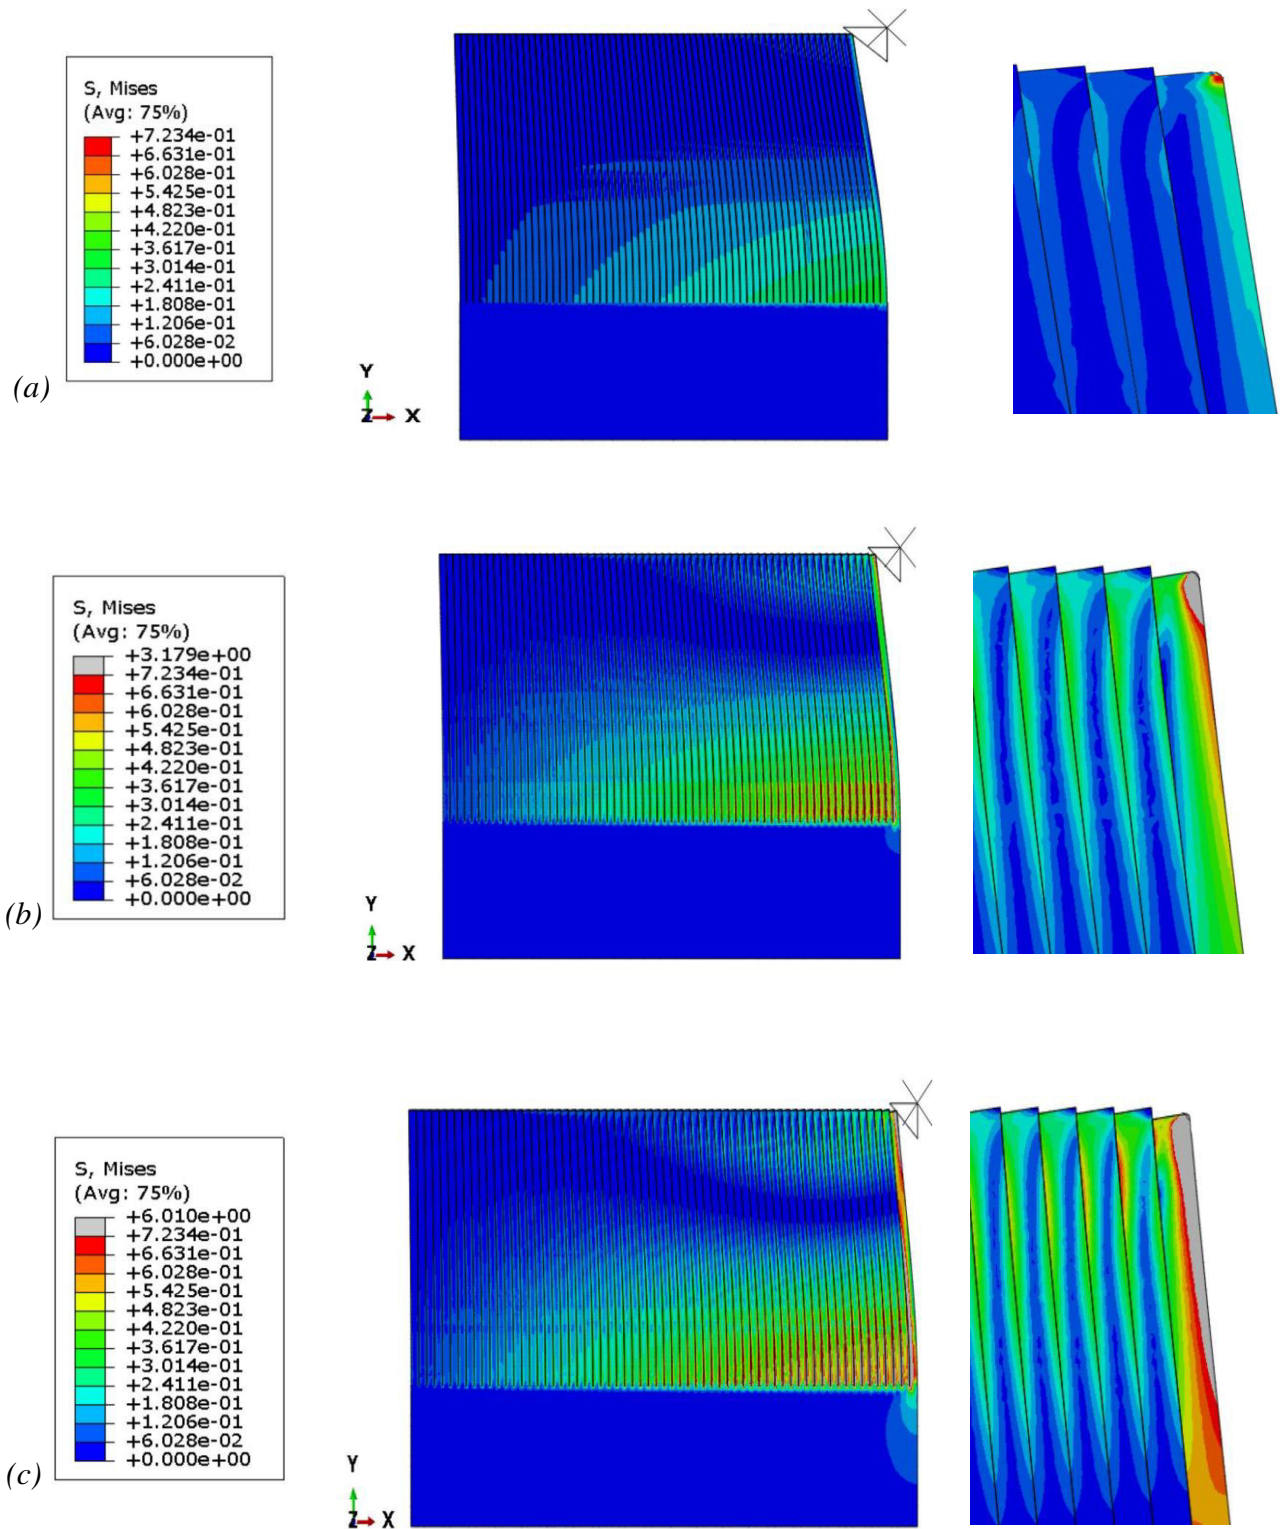 S, Mises
(Avg: 75%)
+7.234e-01
+6.631e-01
+6.028e-01
+5.425e-01
+4.823e-01
+4.220e-01
+3.617e-01
+3.014e-01
+2.411e-01
+1.808e-01
+1.206e-01
+6.028e-02
+0.000e+00
(a)
Y
Z X
S, Mises
(Avg: 75%)
+3.179e+00
+7.234e-01
+6.631e-01
+6.028e-01
+5.425e-01
+4.823e-01
+4.220e-01
+3.617e-01
+3.014e-01
+2.411e-01
+1.808e-01
+1.206e-01
+6.028e-02
+0.000e+00
(b)
Y
Z X
S, Mises
(Avg: 75%)
+6.010e+00
+7.234e-01
+6.631e-01
+6.028e-01
+5.425e-01
+4.823e-01
+4.220e-01
+3.617e-01
+3.014e-01
+2.411e-01
+1.808e-01
+1.206e-01
+6.028e-02
+0.000e+00
(c)
Y
Z X